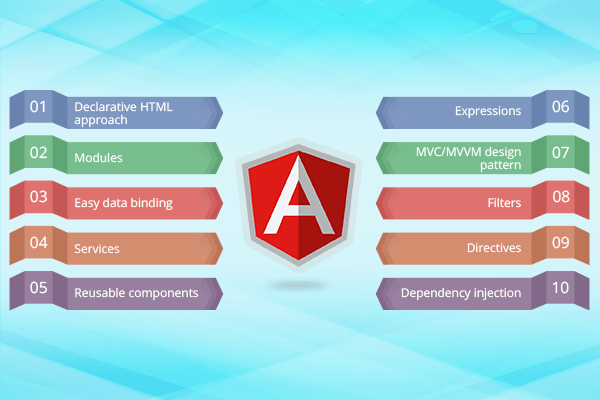 01 Declarative HTML
approach
02 Modules
03 Easy data binding
04 Services
05 Reusable components
A
Expressions 06
MVC/MVVM design 07
pattern
Filters 08
Directives 09
Dependency injection 10